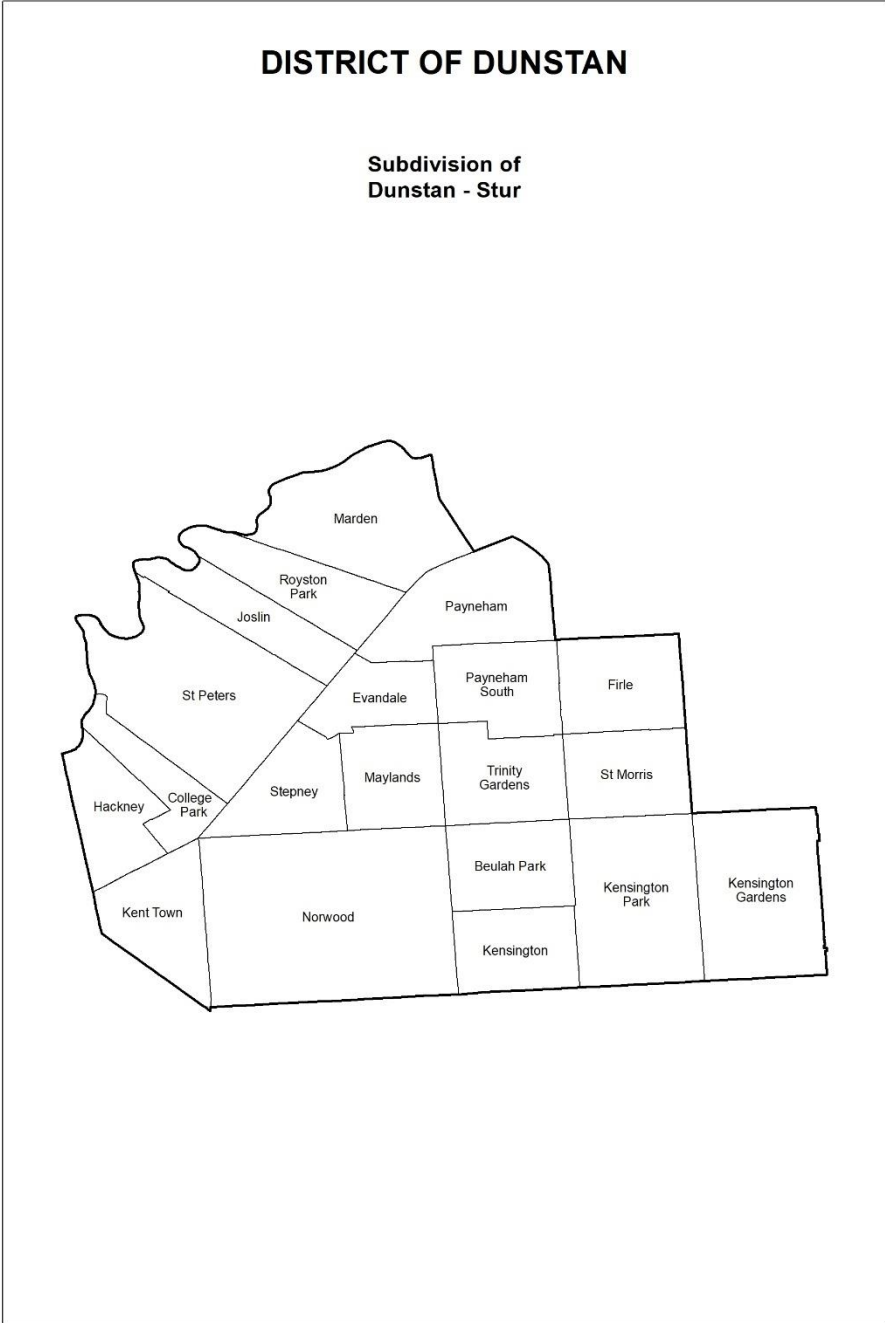 DISTRICT OF DUNSTAN
Subdivision of
Dunstan - Stur
Marden
Royston
Park
Payneham
Joslin
Payneham
South
Firle
St Peters
Evandale
Trinity
Gardens
St Morris
Maylands
Stepney
College
Park
Hackney
Beulah Park
Kensington
Park
Kensington
Gardens
Kent Town
Norwood
Kensington